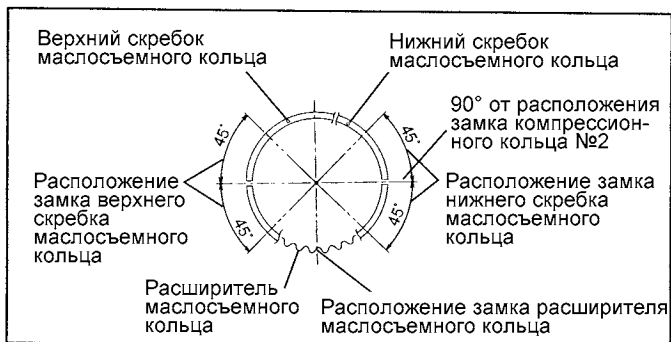 Верхний скребок
маслосъемного кольца
Нижний скребок
маслосъемного кольца
90° от расположения
замка компрессион-
ного кольца №2
45°
45°
45°
45°
Расположение
замка верхнего
скребка
маслосъемного
кольца
Расположение замка
нижнего скребка
маслосъемного
кольца
Расширитель
маслосъемного
кольца
Расположение замка расширителя
маслосъемного кольца